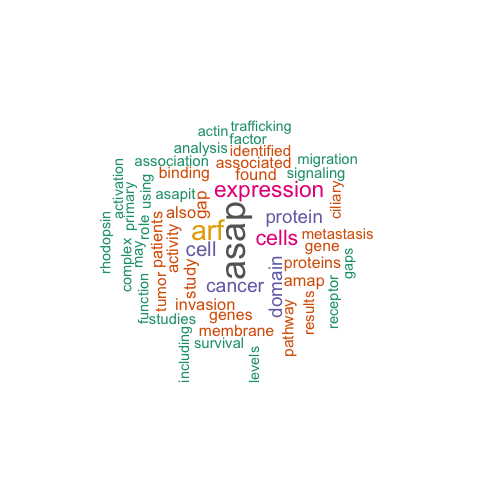 trafficking
actin
factor
analysis
identified
association
associated
migration
binding
found
signaling
activation
asapit
expression
ciliary
primary
using
gap
also
arf
asap
protein
rhodopsin
role
patients
cells
metastasis
may
activity
cell
gene
complex
domain
proteins
gaps
study
tumor
cancer
amap
function
invasion
genes
results
receptor
studies
membrane
pathway
survival
including
levels